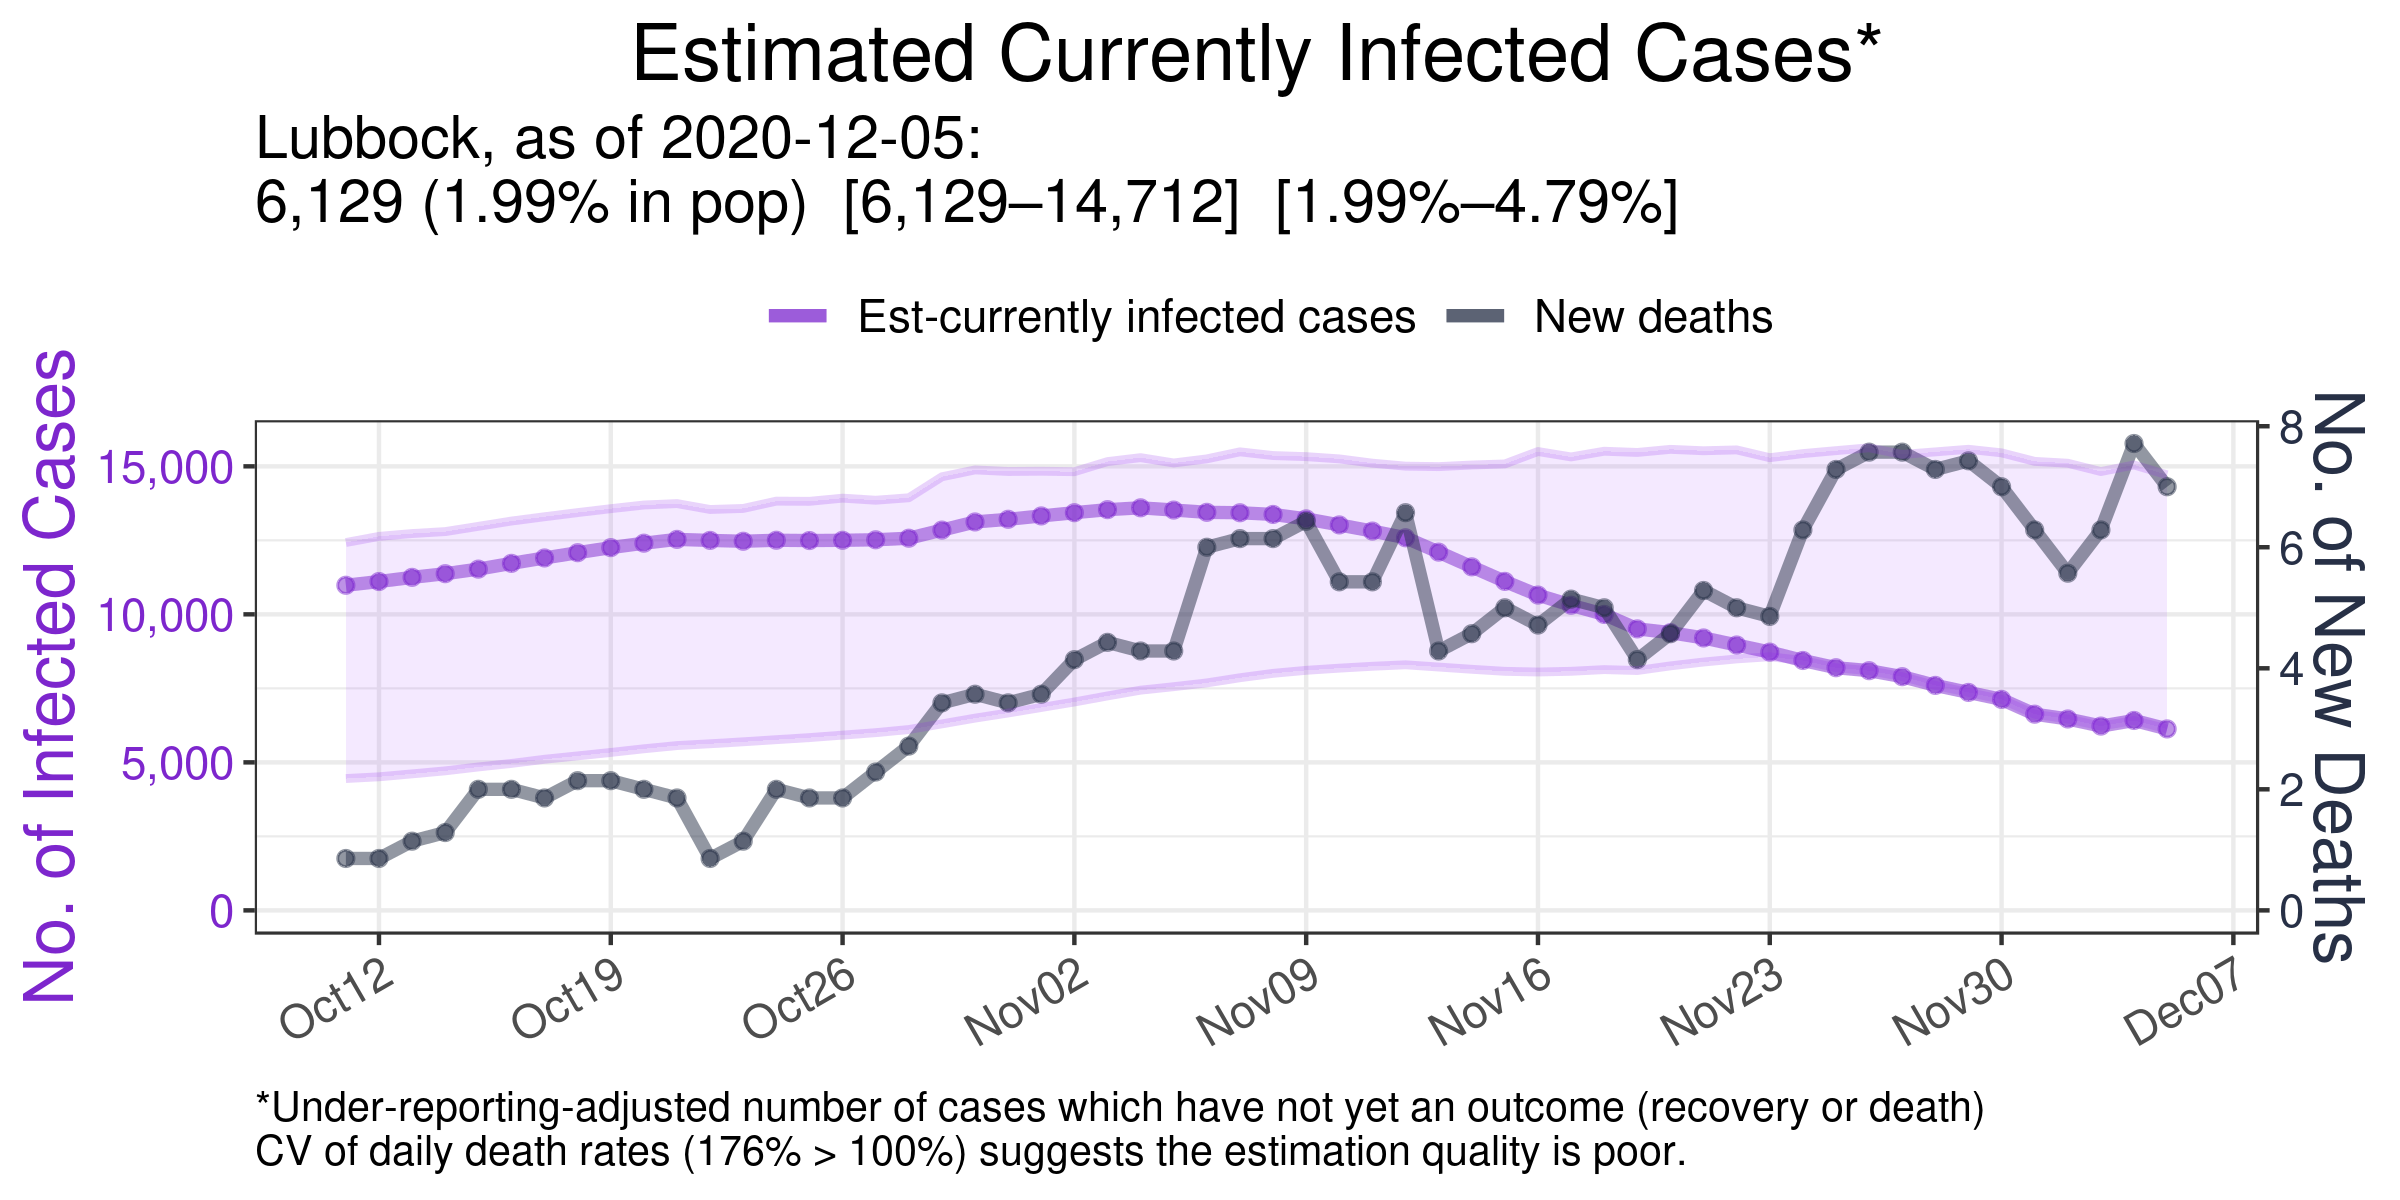 Estimated Currently Infected Cases*
Lubbock, as of 2020-12-05:
6,129 (1.99% in pop)  [6,129–14,712]  [1.99%–4.79%]
Est-currently infected cases
New deaths
No. of Infected Cases
15,000
10,000
5,000
0
8
6
4
2
0
No. of New Deaths
Oct12
Oct19
Oct26
Nov02
Nov09
Nov16
Nov23
Nov30
Dec07
*Under-reporting-adjusted number of cases which have not yet an outcome (recovery or death)
CV of daily death rates (176% > 100%) suggests the estimation quality is poor.